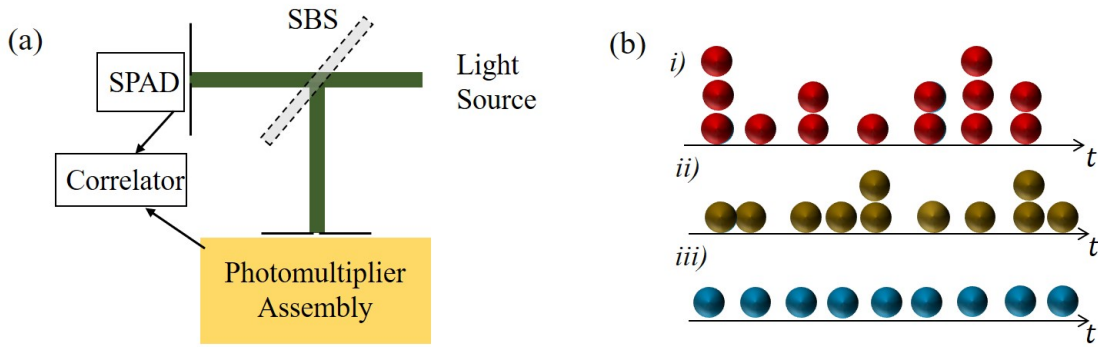 (a)
SBS
SPAD
Light
Source
Correlator
Photomultiplier
Assembly
(b)
i)
t
ii)
t
iii)
t